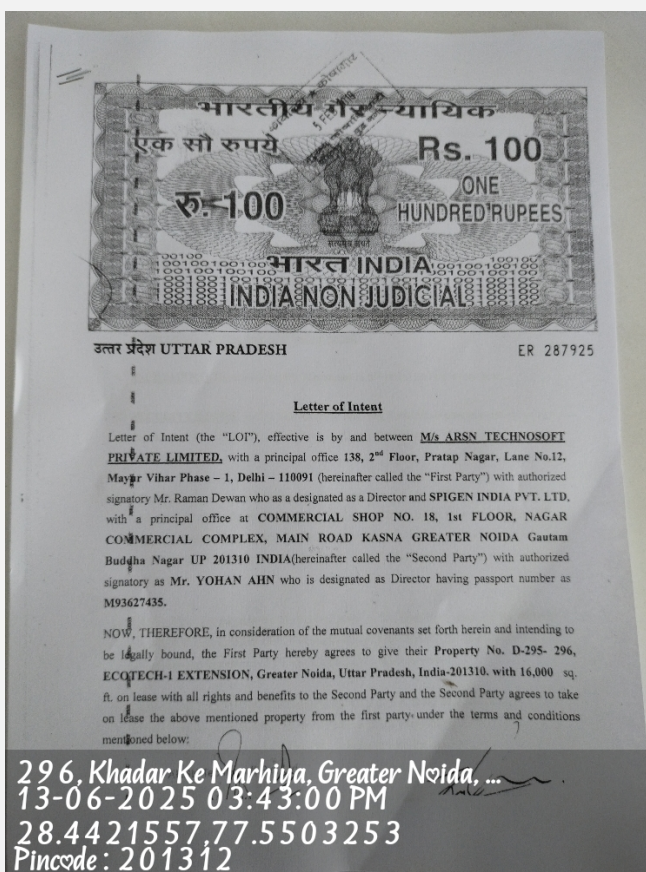 5 FEB 2019
भारतीय गैर न्यायिक
एक सौ रुपये
Rs. 100
रु. 100
ONE
HUNDRED RUPEES
सत्यमेव जयते
भारत INDIA
INDIA NON JUDICIAL
उत्तर प्रदेश UTTAR PRADESH
ER 287925
Letter of Intent
Letter of Intent (the “LOI”), effective is by and between M/s ARSN TECHNOSOFT
PRIVATE LIMITED, with a principal office 138, 2nd Floor, Pratap Nagar, Lane No.12,
Mayur Vihar Phase – 1, Delhi – 110091 (hereinafter called the “First Party”) with authorized
signatory Mr. Raman Dewan who as a designated as a Director and SPIGEN INDIA PVT. LTD.
with a principal office at COMMERCIAL SHOP NO. 18, 1st FLOOR, NAGAR
COMMERCIAL COMPLEX, MAIN ROAD KASNA GREATER NOIDA Gautam
Buddha Nagar UP 201310 INDIA(hereinafter called the “Second Party”) with authorized
signatory as Mr. YOHAN AHN who is designated as Director having passport number as
M93627435.
NOW, THEREFORE, in consideration of the mutual covenants set forth herein and intending to
be legally bound, the First Party hereby agrees to give their Property No. D-295- 296,
ECOTECH-1 EXTENSION, Greater Noida, Uttar Pradesh, India-201310. with 16,000 sq.
ft. on lease with all rights and benefits to the Second Party and the Second Party agrees to take
on lease the above mentioned property from the first party under the terms and conditions
mentioned below:
296, Khadar Ke Marhiya, Greater Noida, ...
13-06-2025 03:43:00 PM
28.4421557,77.5503253
Pincode : 201312